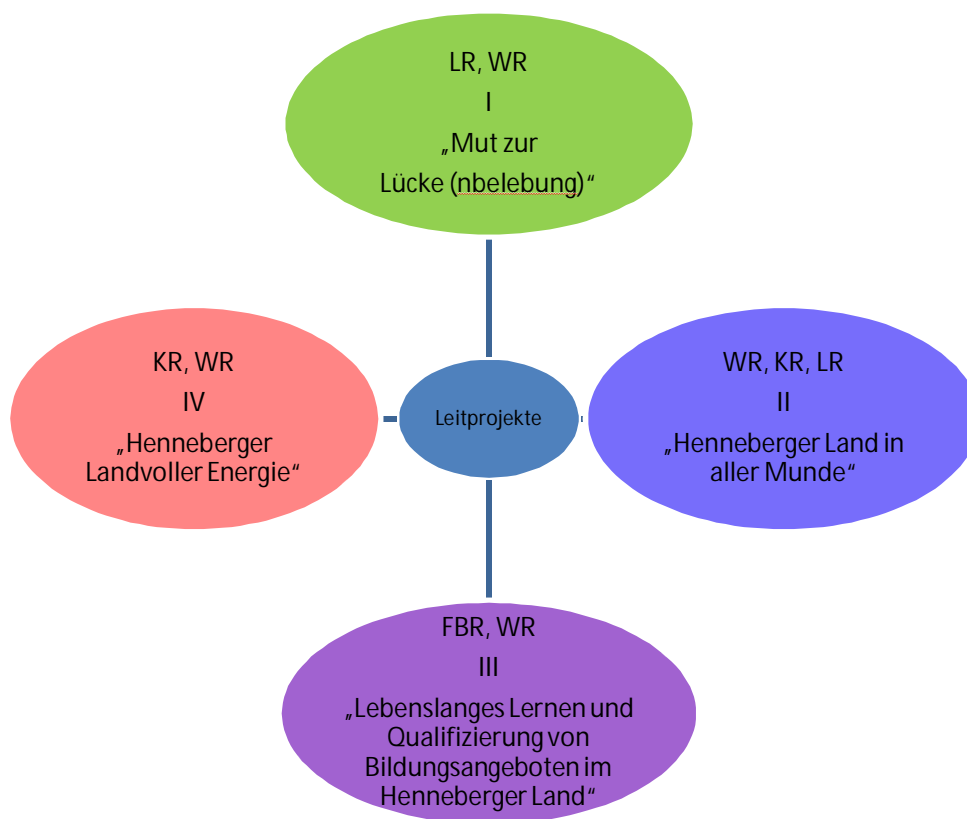 LR, WR
I
„Mut zur
Lücke (nbelebung)“
KR, WR
IV
„Henneberger
Landvoller Energie“
Leitprojekte
WR, KR, LR
II
„Henneberger Land in
aller Munde“
FBR, WR
III
„Lebenslanges Lernen und
Qualifizierung von
Bildungsangeboten im
Henneberger Land“